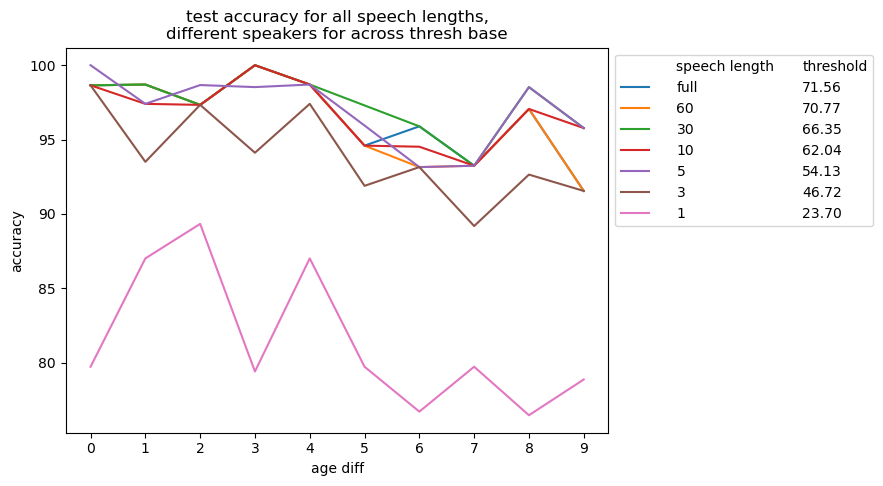 test accuracy for all speech lengths,
different speakers for across thresh base
speech length threshold
full 71.56
60 70.77
30 66.35
10 62.04
5 54.13
3 46.72
1 23.70
accuracy
100
95
90
85
80
0 1 2 3 4 5 6 7 8 9
age diff